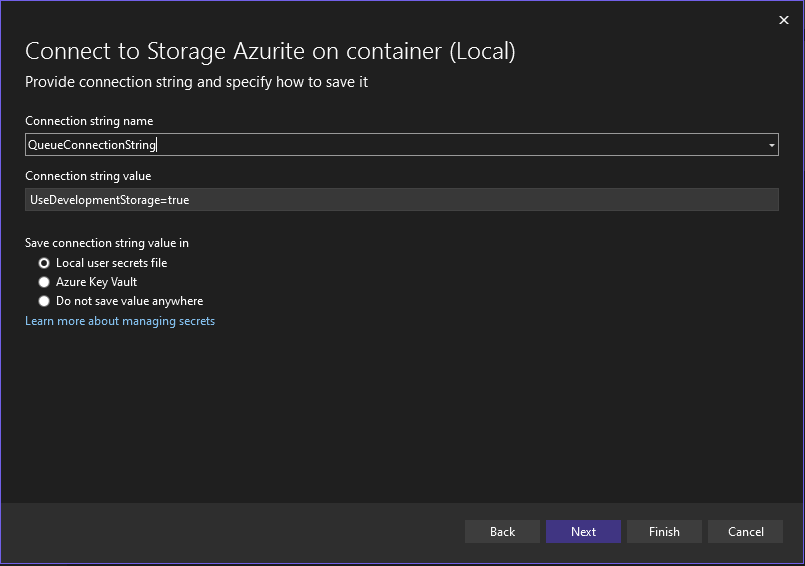 Connect to Storage Azurite on container (Local)
Provide connection string and specify how to save it
Connection string name
QueueConnectionString
Connection string value
UseDevelopmentStorage=true
Save connection string value in
Local user secrets file
Azure Key Vault
Do not save value anywhere
Learn more about managing secrets
Back Next Finish Cancel